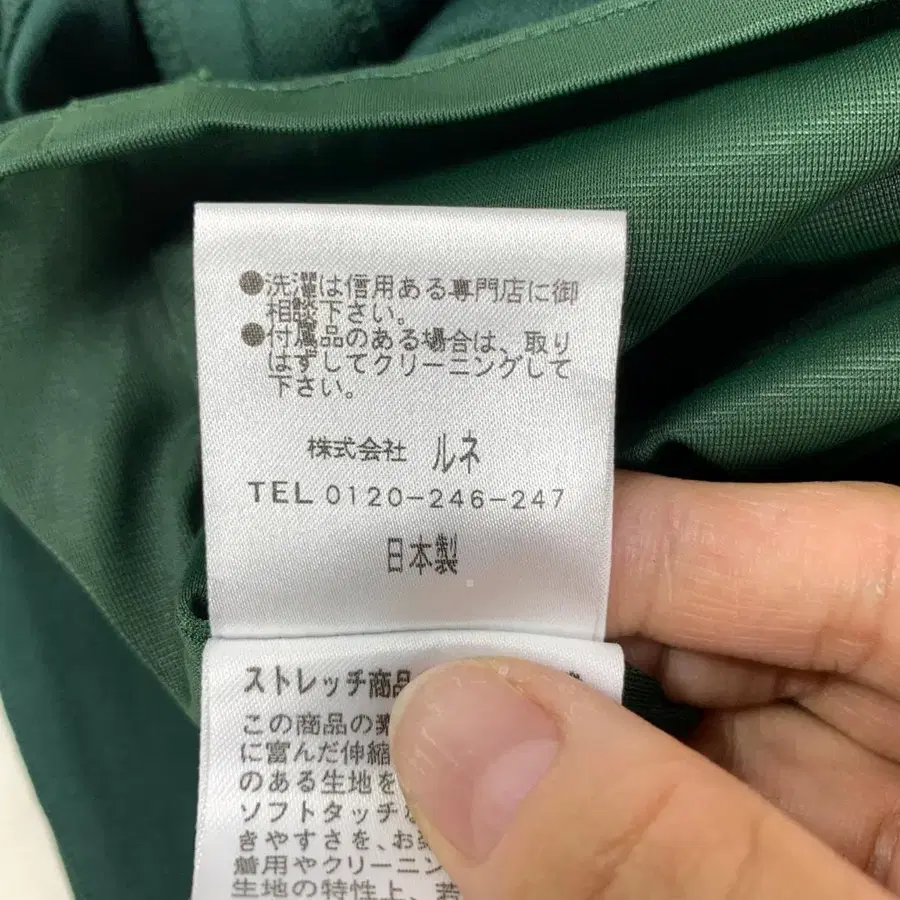 ●洗濯は信用ある専門店に御
相談下さい。
●付属品のある場合は、取り
はずしてクリーニングして
下さい。
株式会社 ルネ
TEL 0120-246-247
日本製
ストレッチ商品
この商品の
に富んだ伸縮
のある生地を
ソフトタッチ
きやすさを、お
着用やクリーニン
生地の特性上、若